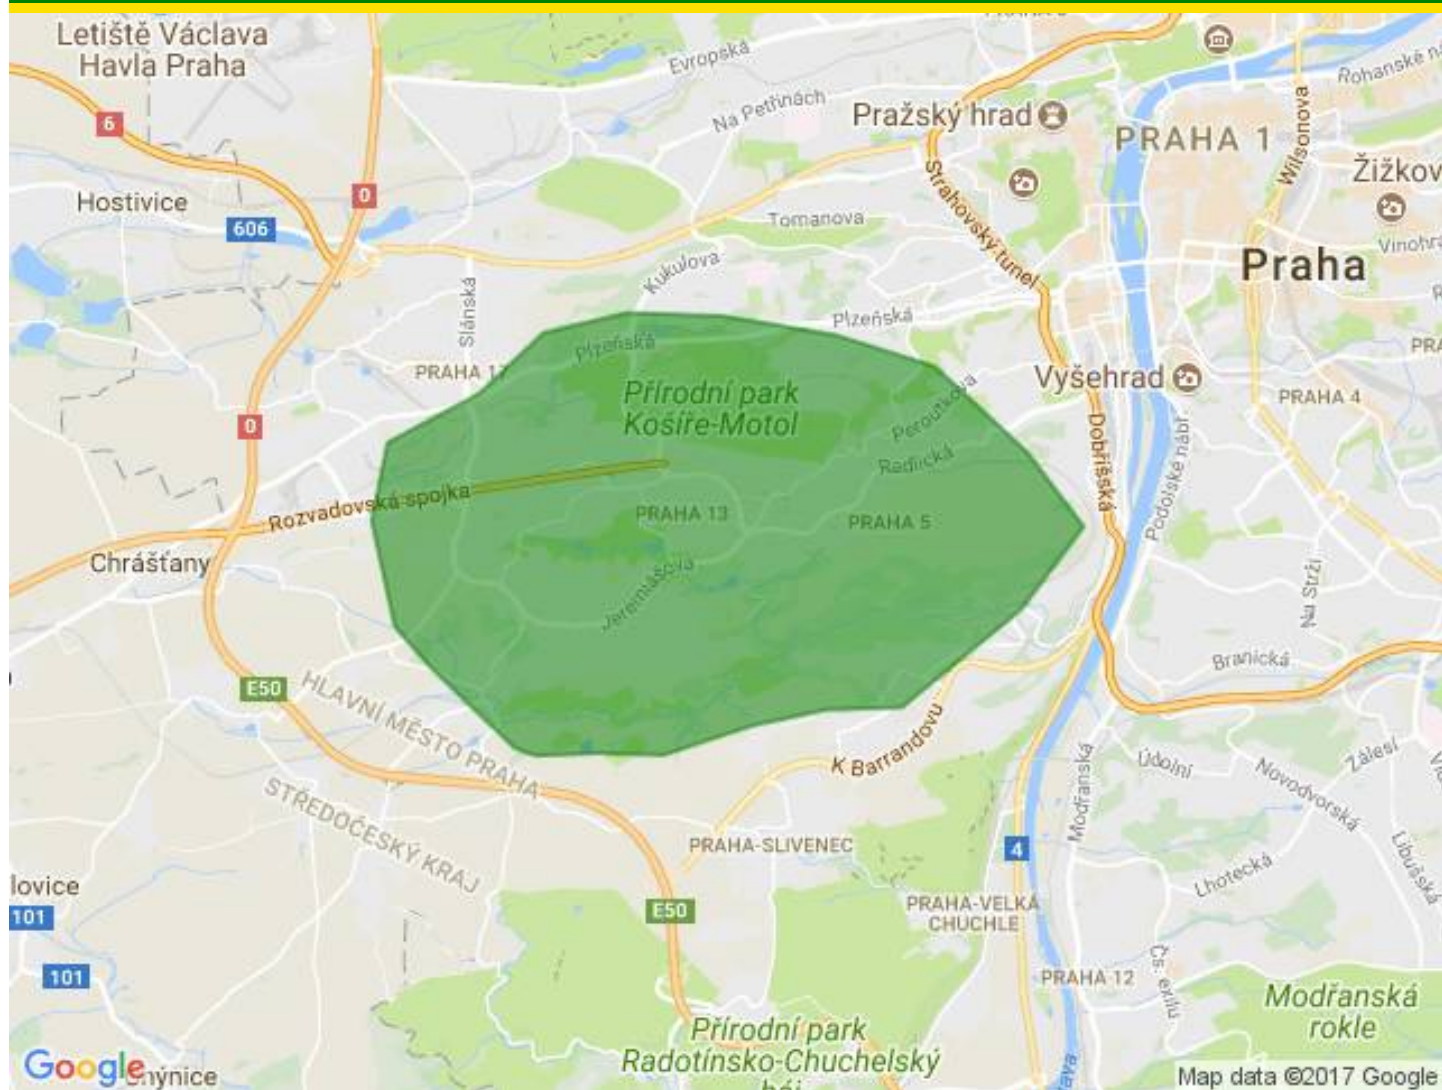 Letiště Václava
Havla Praha
Evropská
Rohanské
Na Petřinách
Pražský hrad
PRAHA 1
Wilsonova
6
Žižkov
Strahovský tunel
0
Hostivice
606
Tomanova
Praha
Kukulova
Slánská
Plzeňská
Plzeňská
PRAHA
Přírodní park
Košíře-Motol
Vyšehrad
PRAHA 4
Peroutkova
0
Radlická
Dobříšská
Podolské nábř.
Rozvadovská spojka
PRAHA 13
PRAHA 5
Chrášťany
Jeremiášova
Na Strži
Branická
E50
HLAVNÍ MĚSTO PRAHA
STŘEDOČESKÝ KRAJ
K Barrandovu
Modřanská
Údolní
Zálesí
Novodvorská
PRAHA-SLIVENEC
4
Libušská
Lhotecká
lovice
101
E50
PRAHA-VELKÁ
CHUCHLE
101
PRAHA 12
Čs. exilu
Modřanská
rokle
Přírodní park
Radotínsko-Chuchelský
háj
Google
Map data ©2017 Google